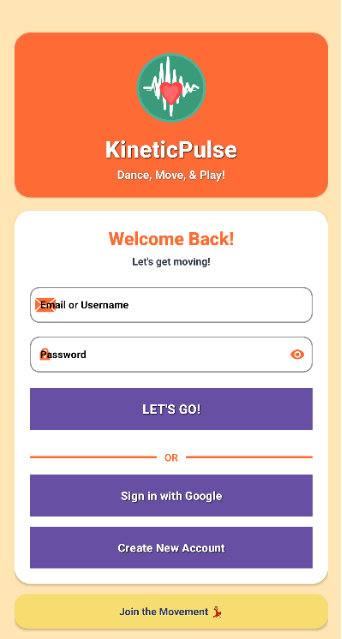 KineticPulse
Dance, Move, & Play!
Welcome Back!
Let's get moving!
Email or Username
Password
LET'S GO!
OR
Sign in with Google
Create New Account
Join the Movement 💃